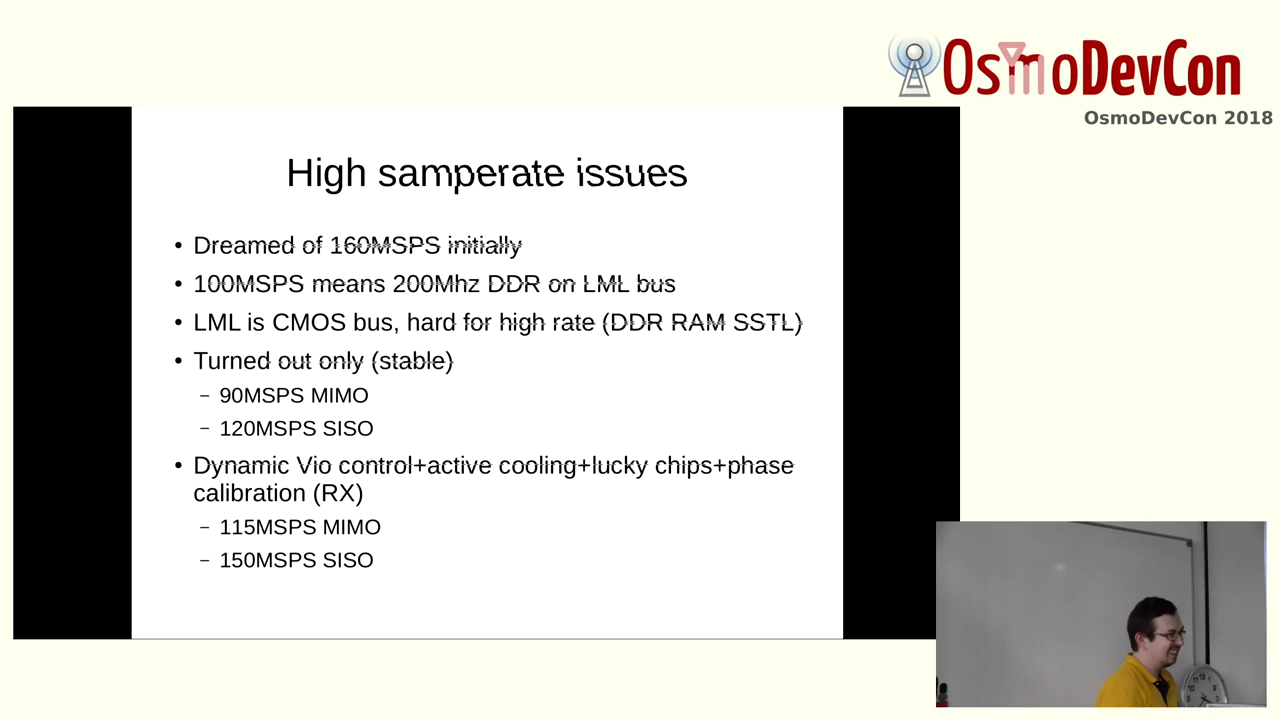 OsmoDevCon
OsmoDevCon 2018
High samperate issues
• Dreamed of 160MSPS initially
• 100MSPS means 200Mhz DDR on LML bus
• LML is CMOS bus, hard for high rate (DDR RAM SSTL)
• Turned out only (stable)
– 90MSPS MIMO
– 120MSPS SISO
• Dynamic Vio control+active cooling+lucky chips+phase
calibration (RX)
– 115MSPS MIMO
– 150MSPS SISO